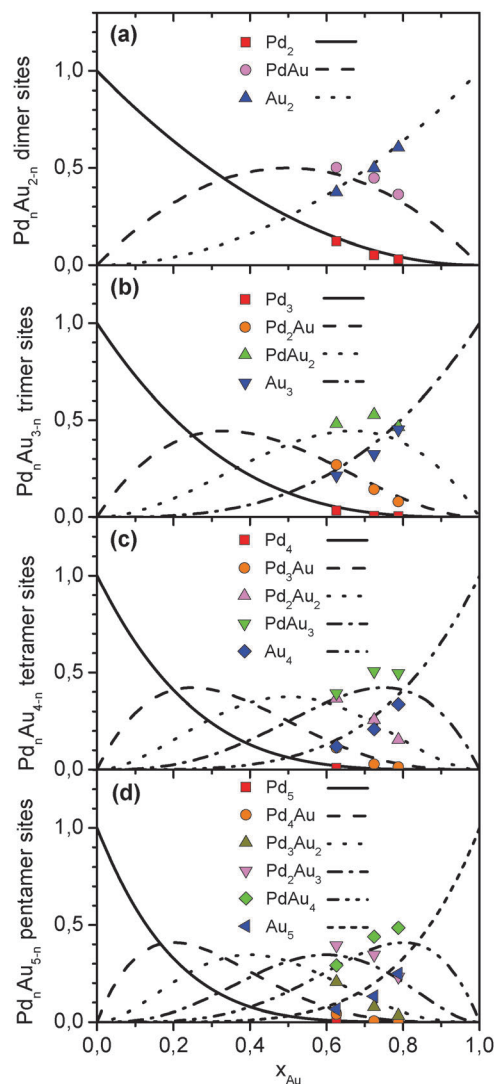 (a)
Pd2
PdAu
Au2
1,0
0,5
0,0
PdnAu2-n dimer sites
(b)
Pd3
Pd2Au
PdAu2
Au3
1,0
0,5
0,0
PdnAu3-n trimer sites
(c)
Pd4
Pd3Au
Pd2Au2
PdAu3
Au4
1,0
0,5
0,0
PdnAu4-n tetramer sites
(d)
Pd5
Pd4Au
Pd3Au2
Pd2Au3
PdAu4
Au5
1,0
0,5
0,0
PdnAu5-n pentamer sites
0,0 0,2 0,4 0,6 0,8 1,0
xAu